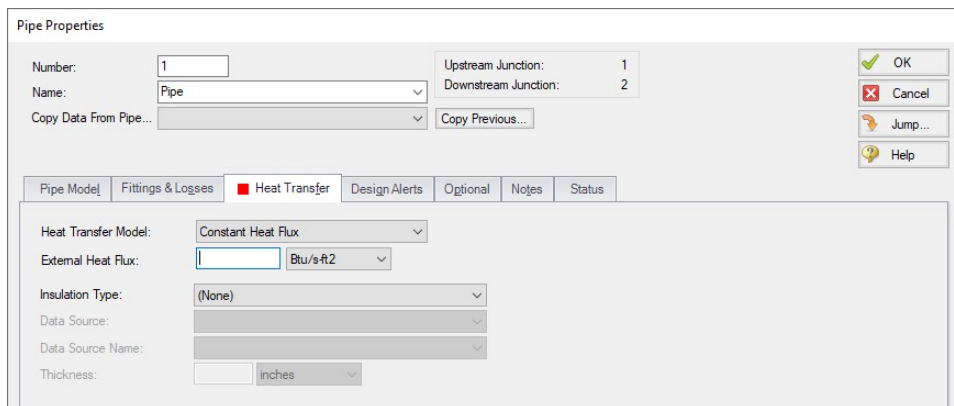 Pipe Properties
Number: 1
Upstream Junction: 1
OK
Name: Pipe
Downstream Junction: 2
Cancel
Copy Data From Pipe...
Copy Previous...
Jump...
Help
Pipe Model Fittings & Losses Heat Transfer Design Alerts Optional Notes Status
Heat Transfer Model: Constant Heat Flux
External Heat Flux: Btu/s-ft2
Insulation Type: (None)
Data Source:
Data Source Name:
Thickness: inches